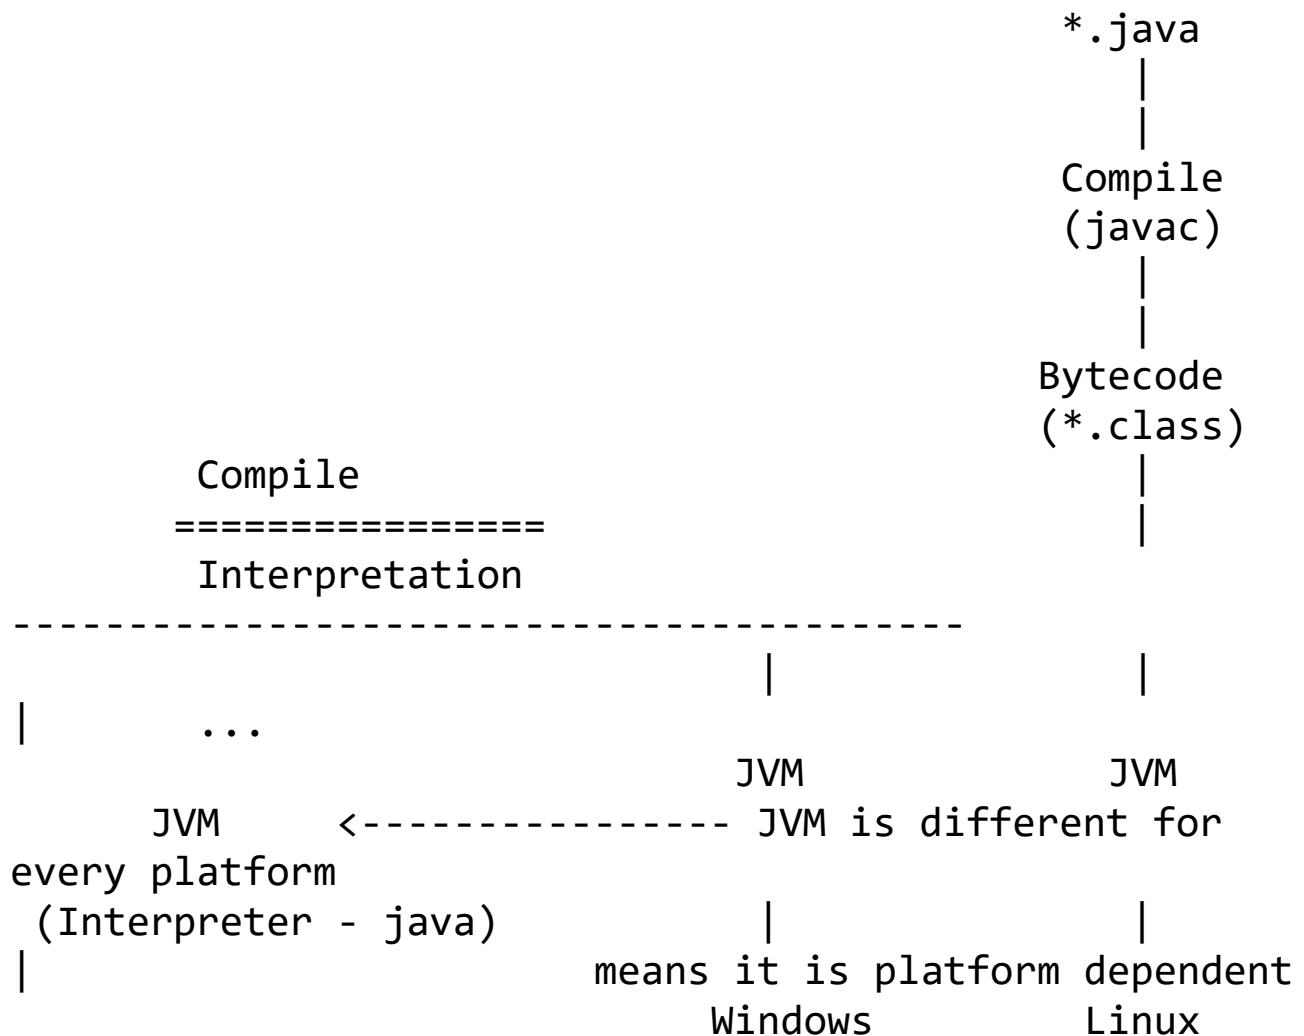 *.java
|
|
Compile
(javac)
|
|
Bytecode
(*.class)
Compile |
================ |
Interpretation
-----------------------------------------
| |
| ...
JVM JVM
JVM <---------------- JVM is different for
every platform
(Interpreter - java) | |
| means it is platform dependent
Windows Linux